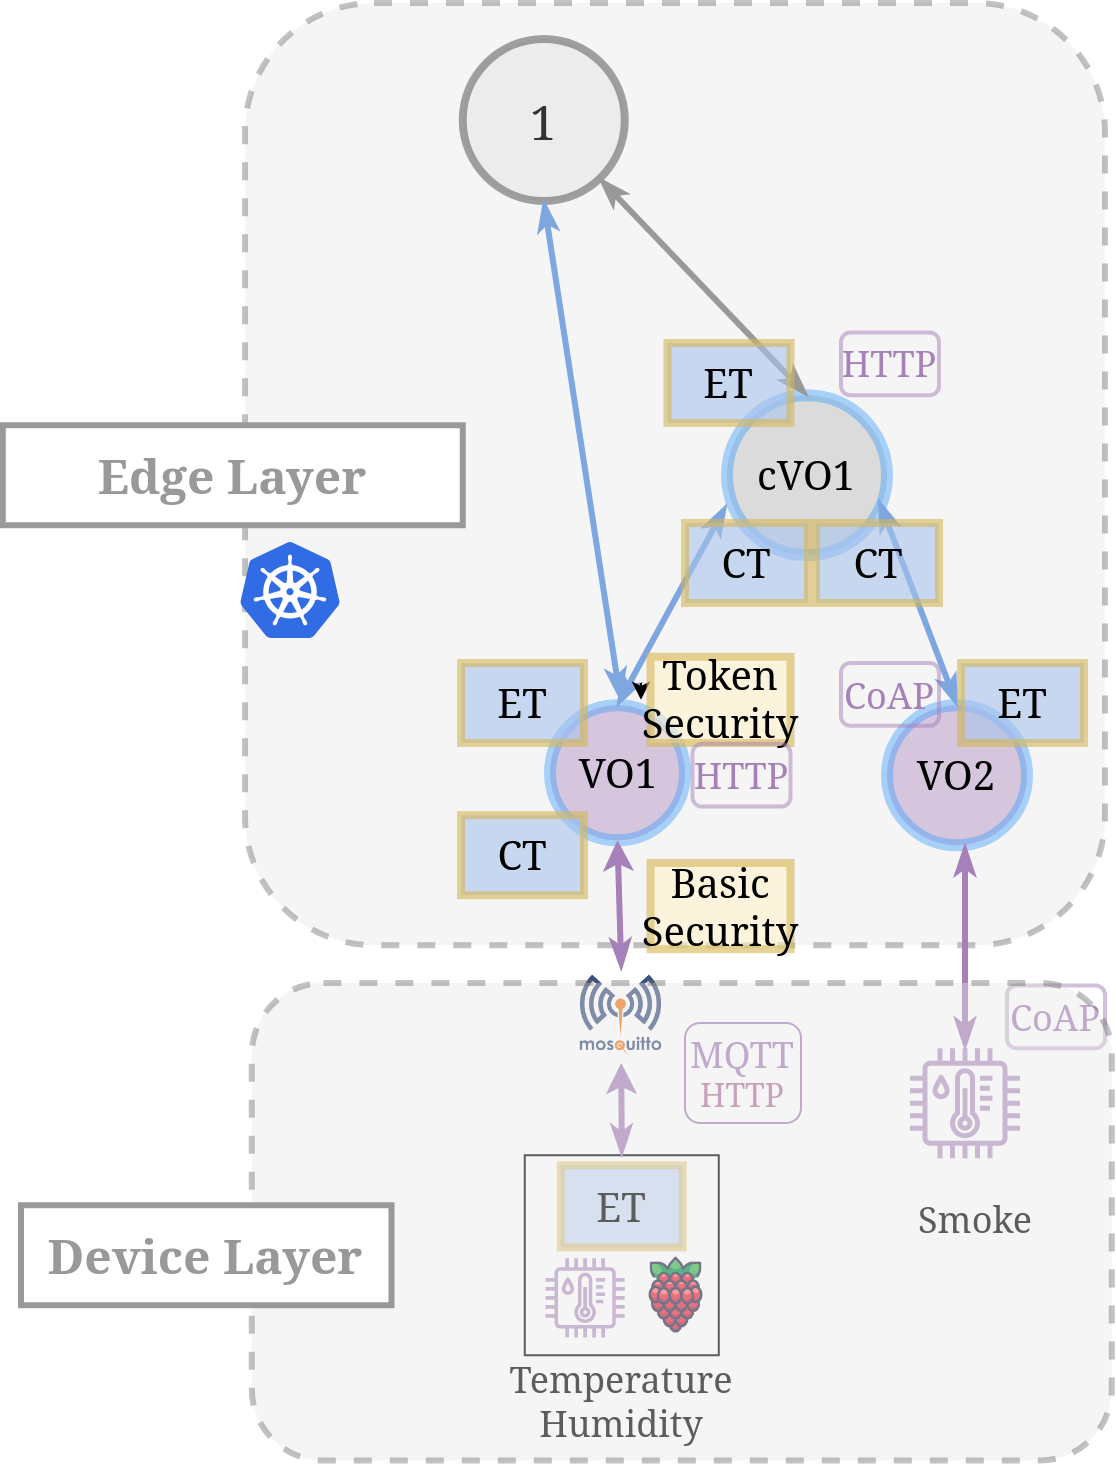 1
ET
HTTP
Edge Layer
cVO1
CT
CT
ET
Token
Security
CoAP
ET
VO1
HTTP
VO2
CT
Basic
Security
mosquitto
MQTT
HTTP
CoAP
ET
Smoke
Device Layer
Temperature
Humidity